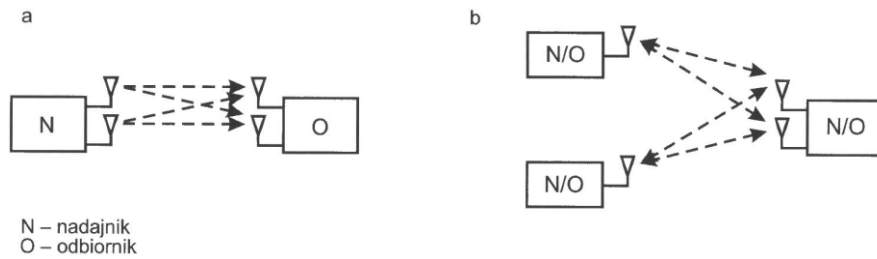 a
N
O
N – nadajnik
O – odbiornik
b
N/O
N/O
N/O